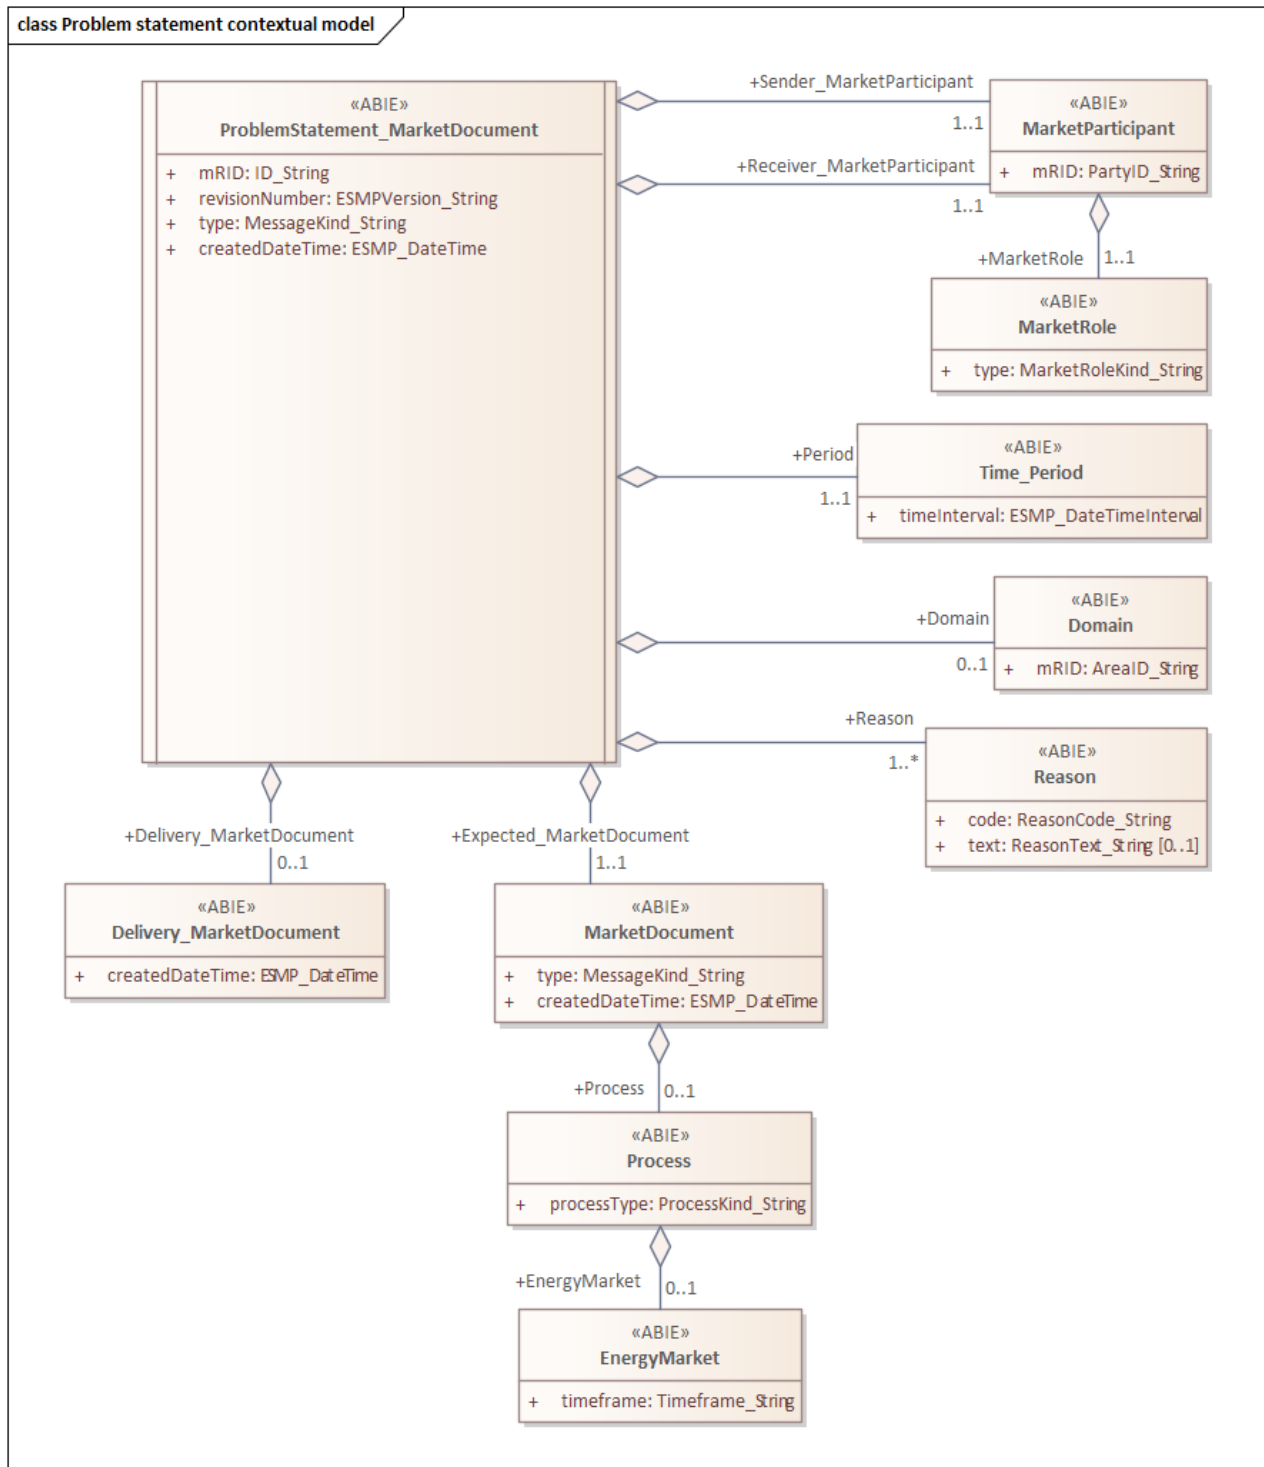 class Problem statement contextual model
«ABIE»
ProblemStatement_MarketDocument
+ mRID: ID_String
+ revisionNumber: ESMPVersion_String
+ type: MessageKind_String
+ createdDateTime: ESMP_DateTime
+Sender_MarketParticipant
1..1
+Receiver_MarketParticipant
1..1
«ABIE»
MarketParticipant
+ mRID: PartyID_String
+MarketRole
1..1
«ABIE»
MarketRole
+ type: MarketRoleKind_String
+Period
1..1
«ABIE»
Time_Period
+ timeInterval: ESMP_DateTimeInterval
+Domain
0..1
«ABIE»
Domain
+ mRID: AreaID_String
+Reason
1..*
«ABIE»
Reason
+ code: ReasonCode_String
+ text: ReasonText_String [0..1]
+Delivery_MarketDocument
0..1
«ABIE»
Delivery_MarketDocument
+ createdDateTime: ESMP_DateTime
+Expected_MarketDocument
1..1
«ABIE»
MarketDocument
+ type: MessageKind_String
+ createdDateTime: ESMP_DateTime
+Process
0..1
«ABIE»
Process
+ processType: ProcessKind_String
+EnergyMarket
0..1
«ABIE»
EnergyMarket
+ timeframe: Timeframe_String